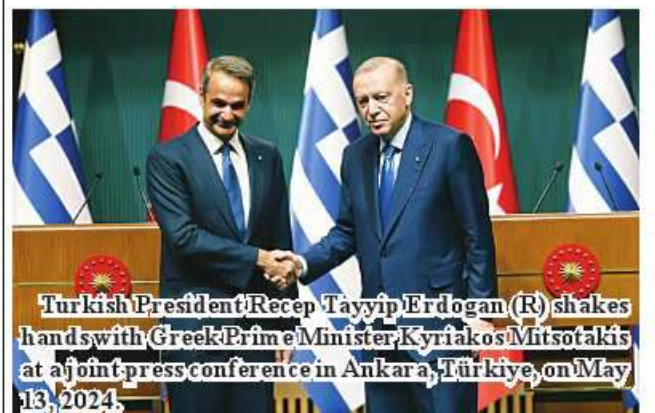 Turkish President Recep Tayyip Erdogan (R) shakes
hands with Greek Prime Minister Kyriakos Mitsotakis
at a joint press conference in Ankara, Türkiye, on May
13, 2024.